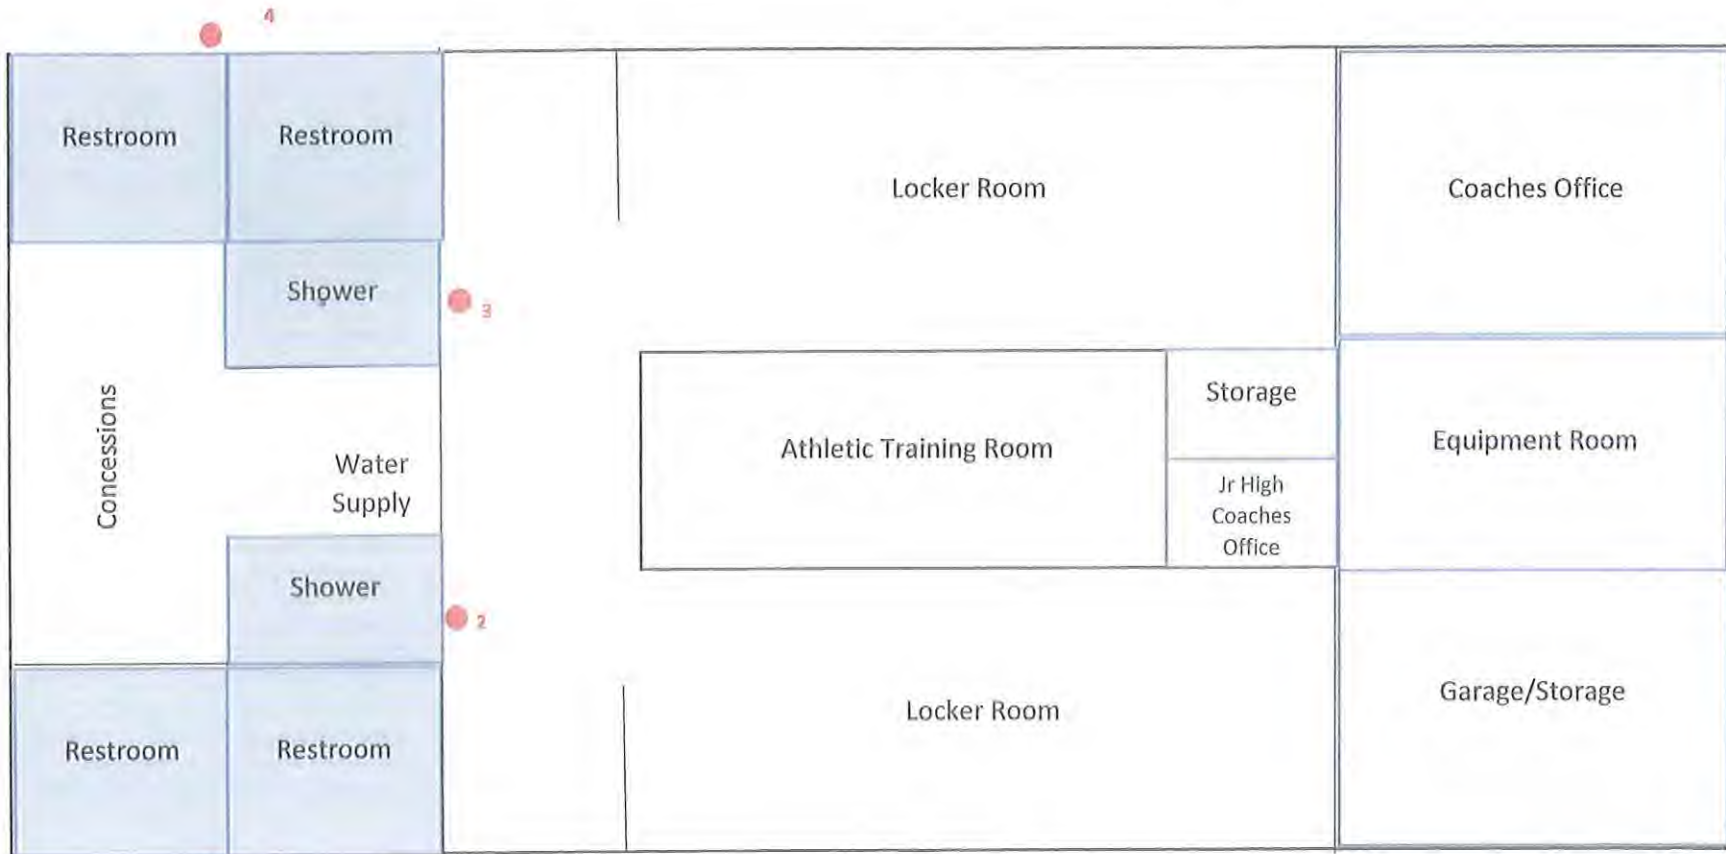 4
Restroom
Restroom
Locker Room
Coaches Office
Shower
3
Concessions
Water
Supply
Athletic Training Room
Storage
Jr High
Coaches
Office
Equipment Room
Shower
2
Restroom
Restroom
Locker Room
Garage/Storage